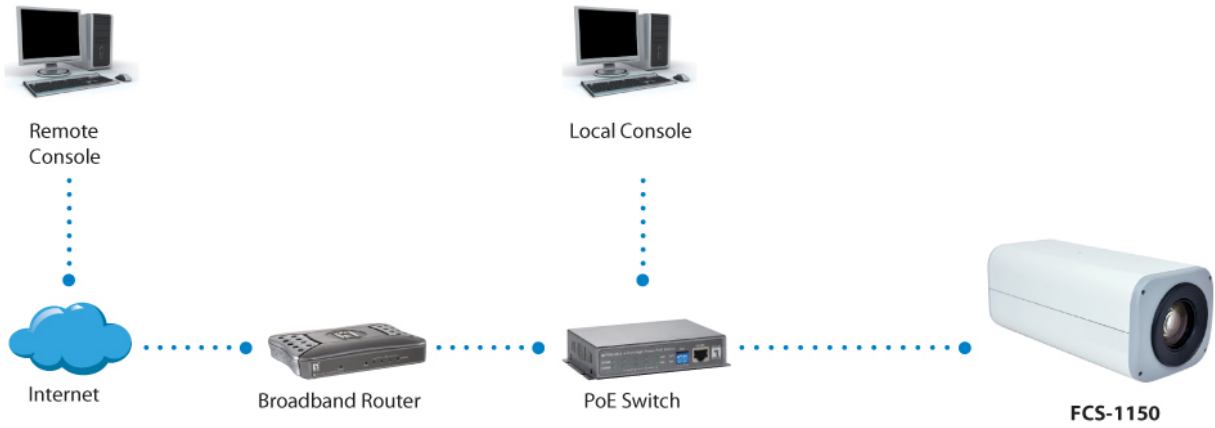 Remote
Console
Local Console
Internet
Broadband Router
PoE Switch
FCS-1150